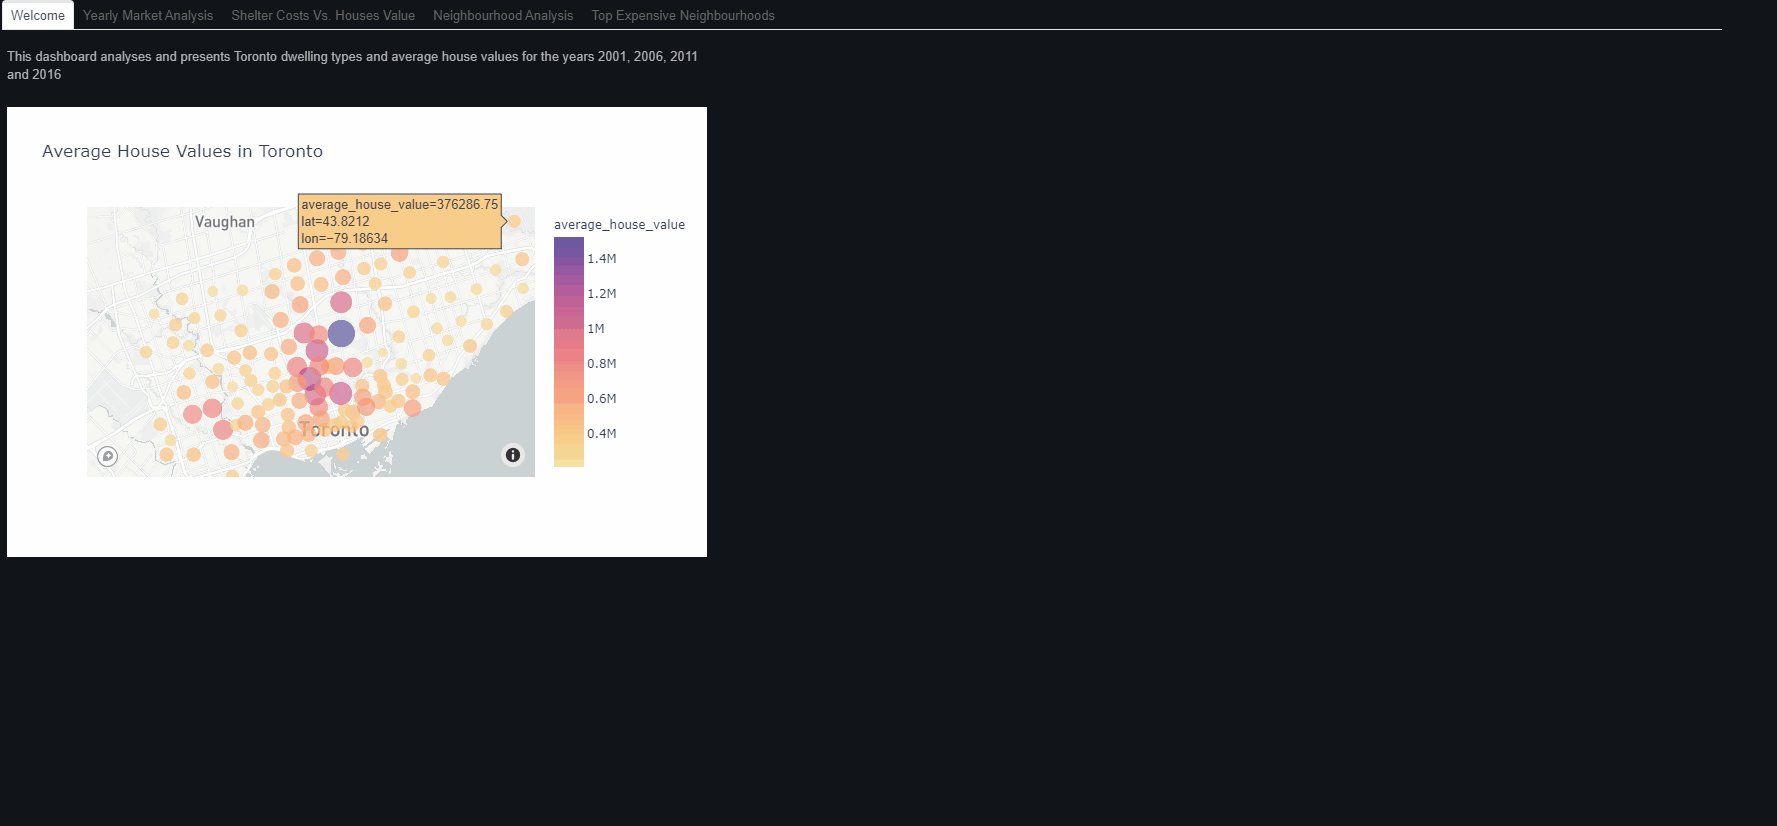 Welcome
Yearly Market Analysis
Shelter Costs Vs. Houses Value
Neighbourhood Analysis
Top Expensive Neighbourhoods
This dashboard analyses and presents Toronto dwelling types and average house values for the years 2001, 2006, 2011
and 2016
Average House Values in Toronto
average_house_value=376286.75
lat=43.8212
lon=−79.18634
Vaughan
Toronto
average_house_value
1.4M
1.2M
1M
0.8M
0.6M
0.4M